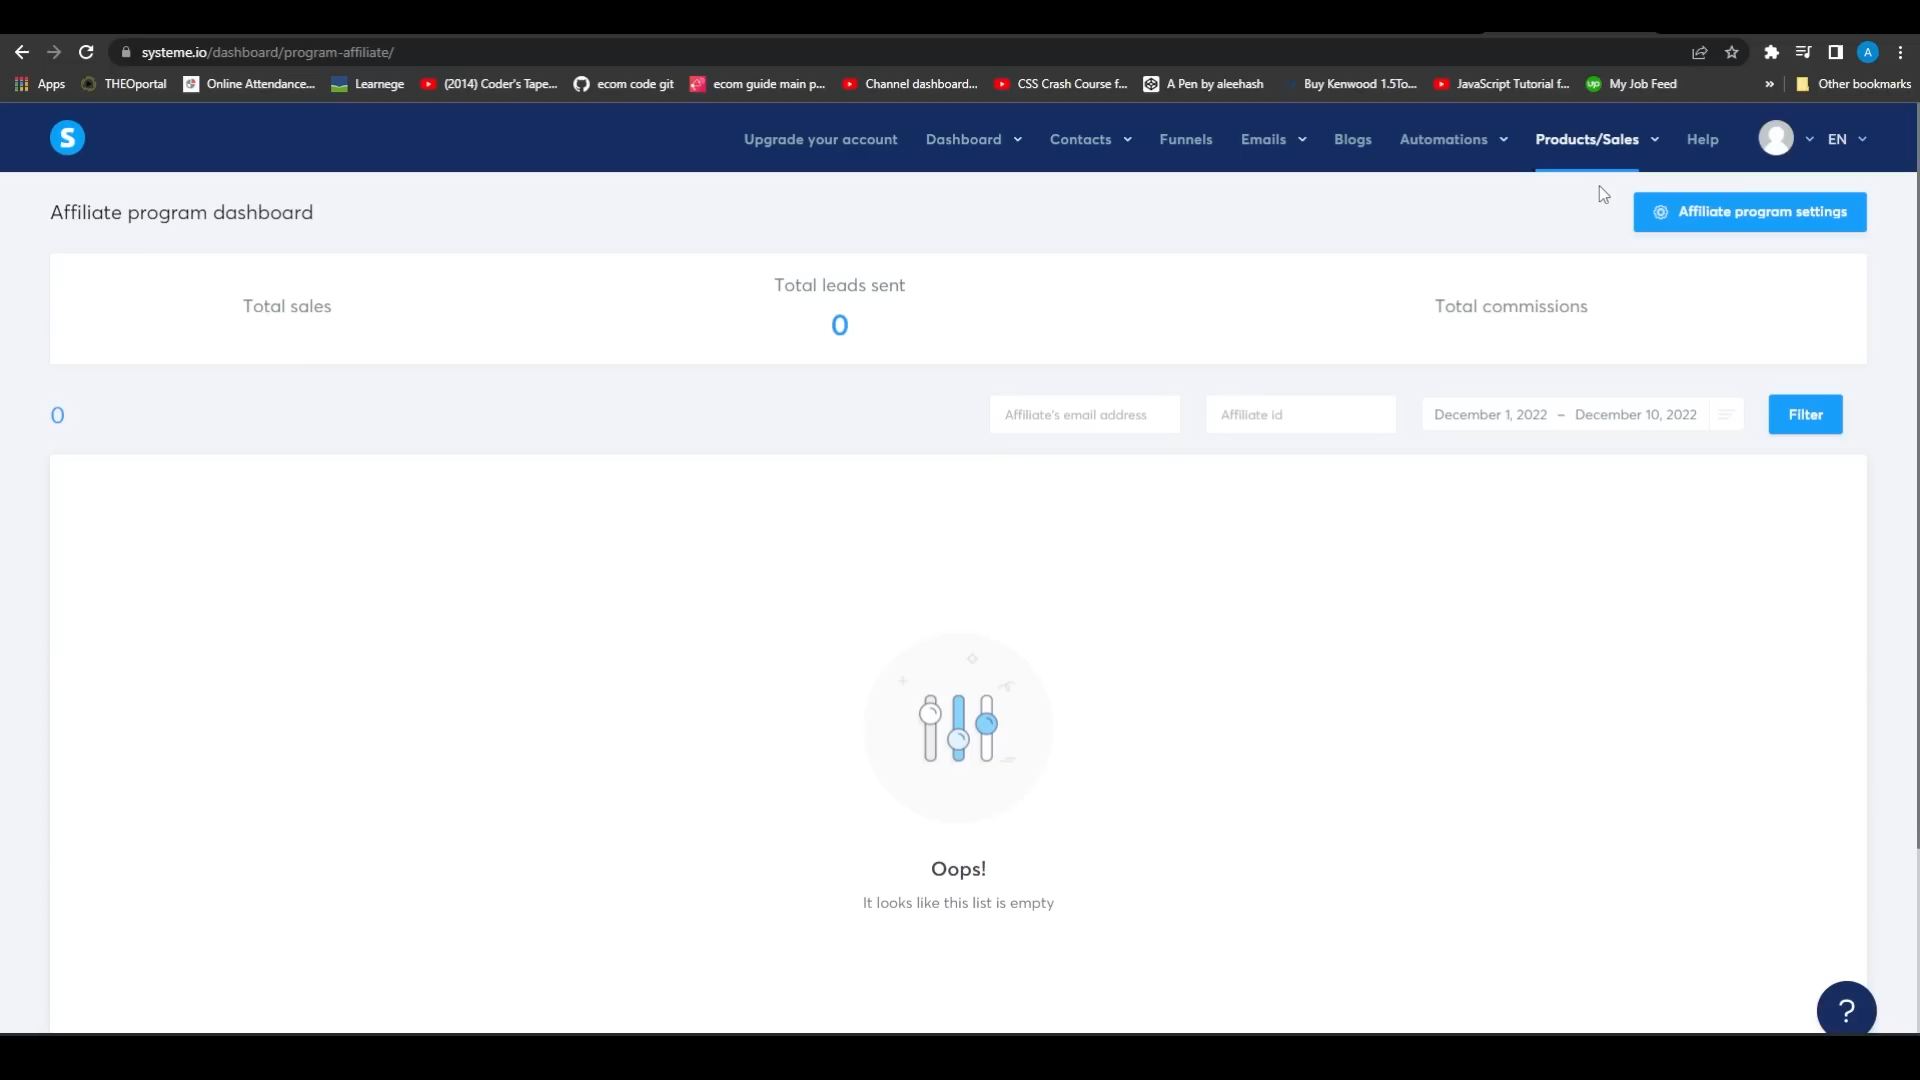 systeme.io/dashboard/program-affiliate/
A
Apps THEOportal Online Attendance... Learnege (2014) Coder's Tape... ecom code git ecom guide main p... Channel dashboard... CSS Crash Course f... A Pen by aleehash Buy Kenwood 1.5To... JavaScript Tutorial f... up My Job Feed » Other bookmarks
S Upgrade your account Dashboard Contacts Funnels Emails Blogs Automations Products/Sales Help EN
Affiliate program dashboard
Affiliate program settings
Total sales
Total leads sent
0
Total commissions
0
Affiliate's email address Affiliate id December 1, 2022 – December 10, 2022 Filter
Oops!
It looks like this list is empty
?